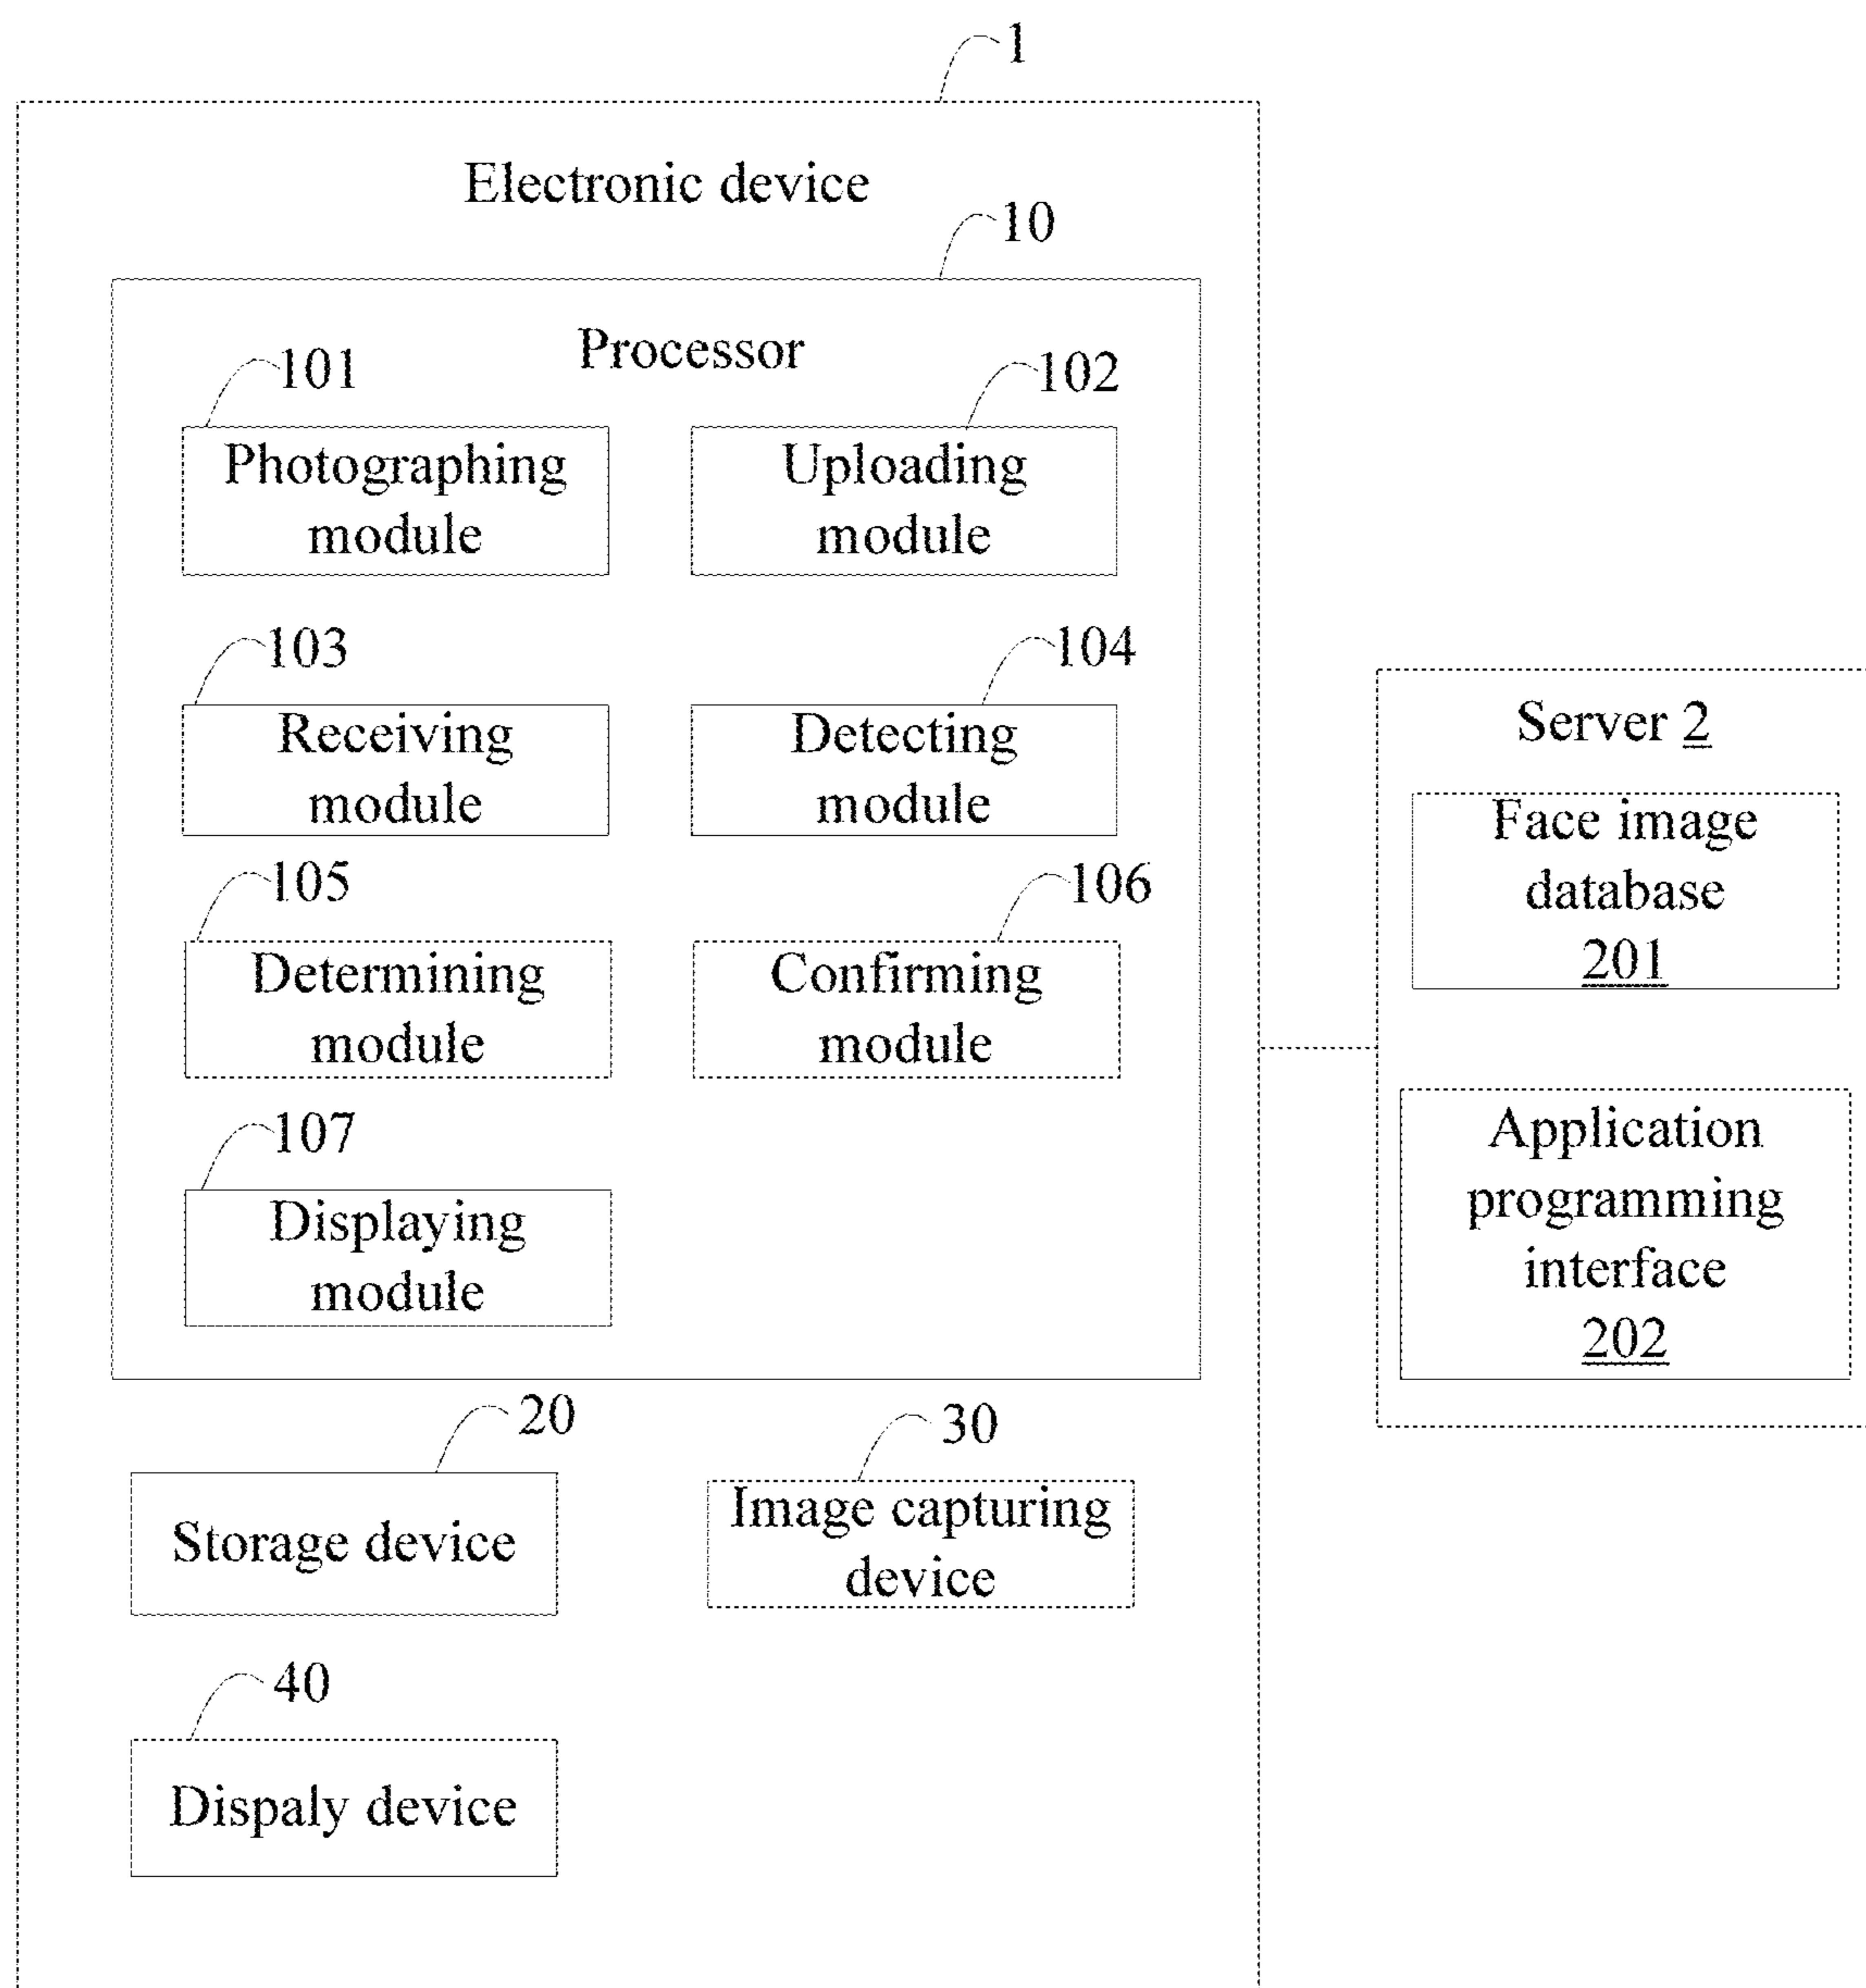 1
Electronic device
10
Processor
101
102
Photographing
module
Uploading
module
103
104
Receiving
module
Detecting
module
105
106
Determining
module
Confirming
module
107
Displaying
module
20
30
Storage device
Image capturing
device
40
Dispaly device
Server 2
Face image
database
201
Application
programming
interface
202